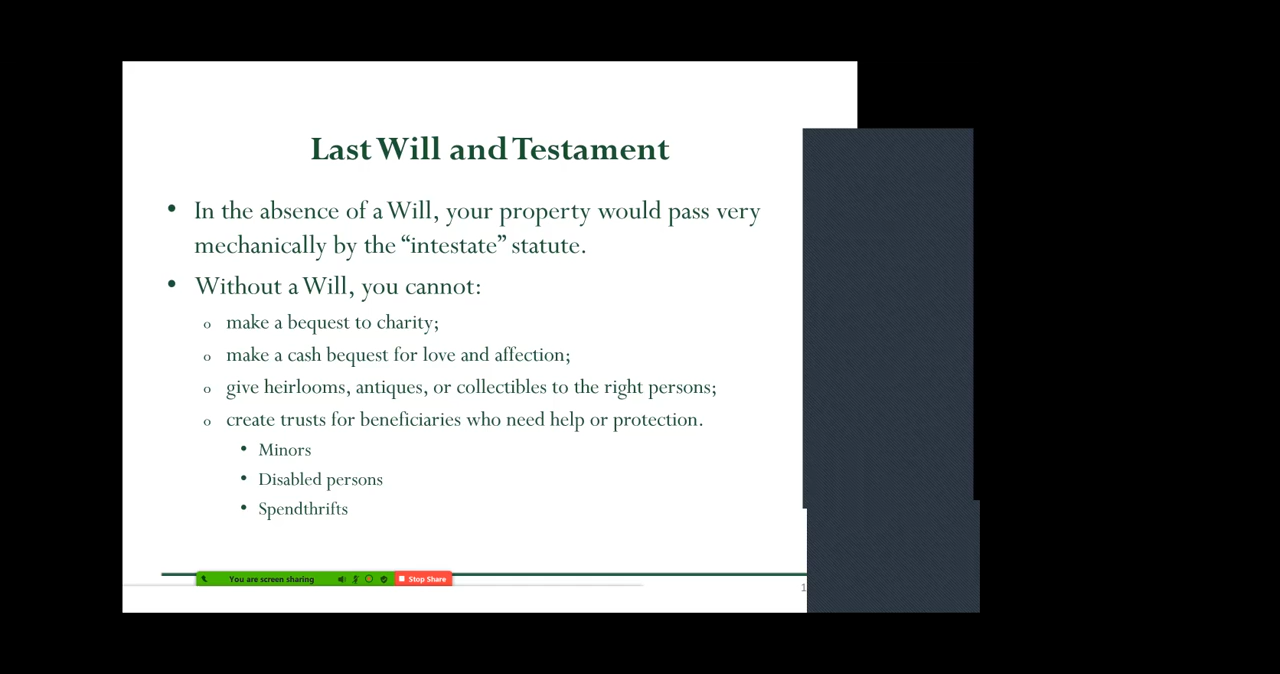 Last Will and Testament
• In the absence of a Will, your property would pass very
mechanically by the “intestate” statute.
• Without a Will, you cannot:
o make a bequest to charity;
o make a cash bequest for love and affection;
o give heirlooms, antiques, or collectibles to the right persons;
o create trusts for beneficiaries who need help or protection.
• Minors
• Disabled persons
• Spendthrifts
You are screen sharing Stop Share